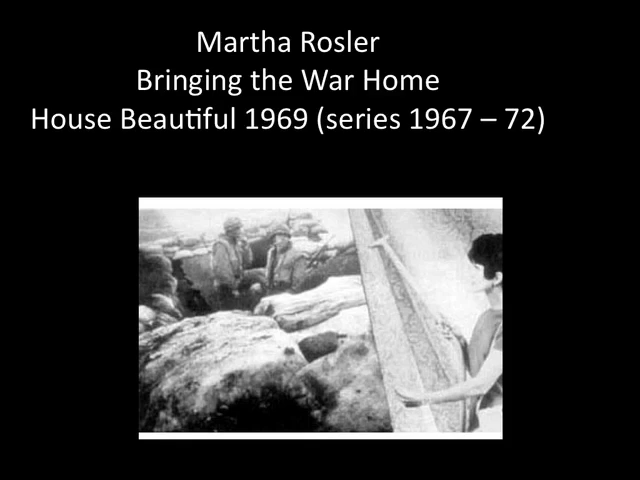 Martha Rosler
Bringing the War Home
House Beautiful 1969 (series 1967 – 72)